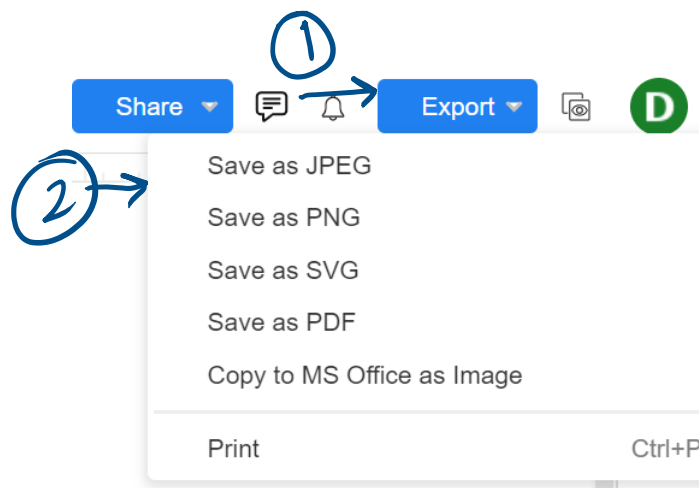 1
Share
Export
D
2
Save as JPEG
Save as PNG
Save as SVG
Save as PDF
Copy to MS Office as Image
Print Ctrl+P